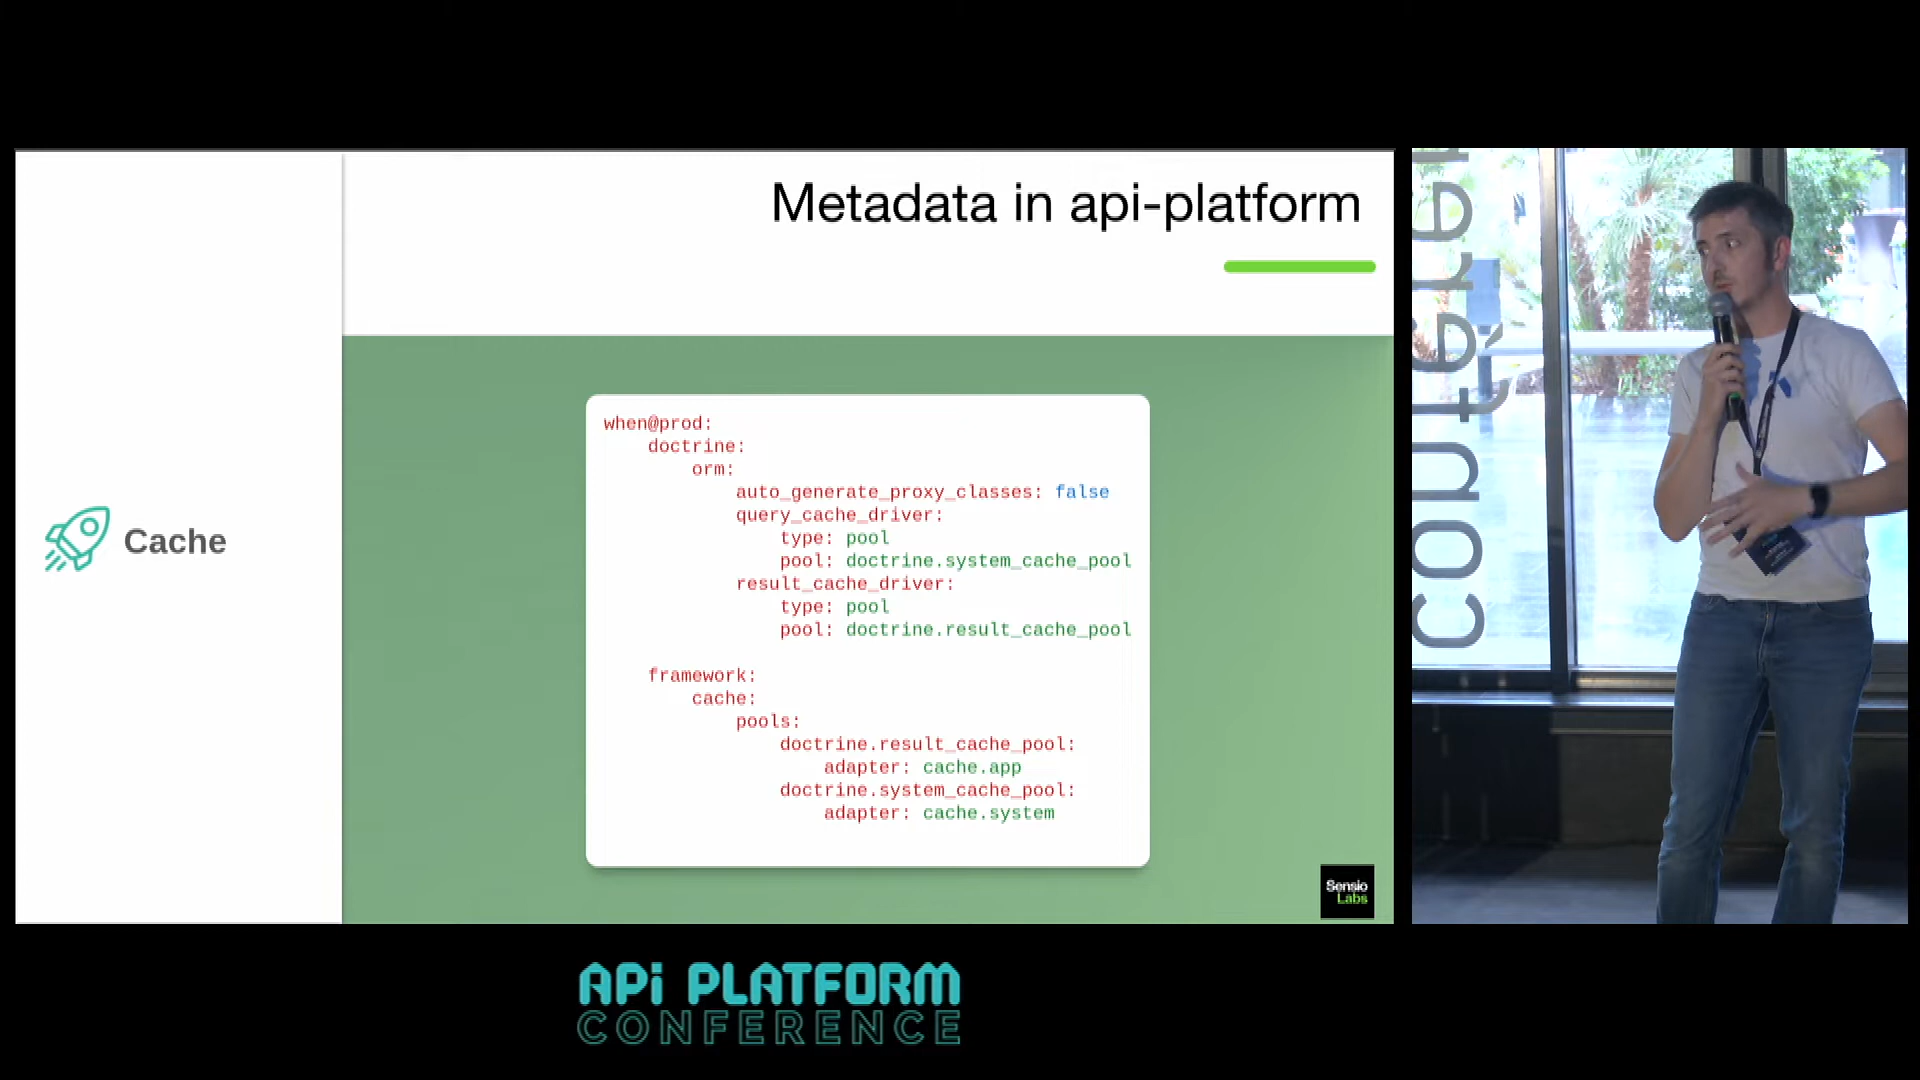 Metadata in api-platform
Cache
when@prod:
    doctrine:
        orm:
            auto_generate_proxy_classes: false
            query_cache_driver:
                type: pool
                pool: doctrine.system_cache_pool
            result_cache_driver:
                type: pool
                pool: doctrine.result_cache_pool
    framework:
        cache:
            pools:
                doctrine.result_cache_pool:
                    adapter: cache.app
                doctrine.system_cache_pool:
                    adapter: cache.system
Sensio
Labs
contre
APi PLATFORM
CONFERENCE